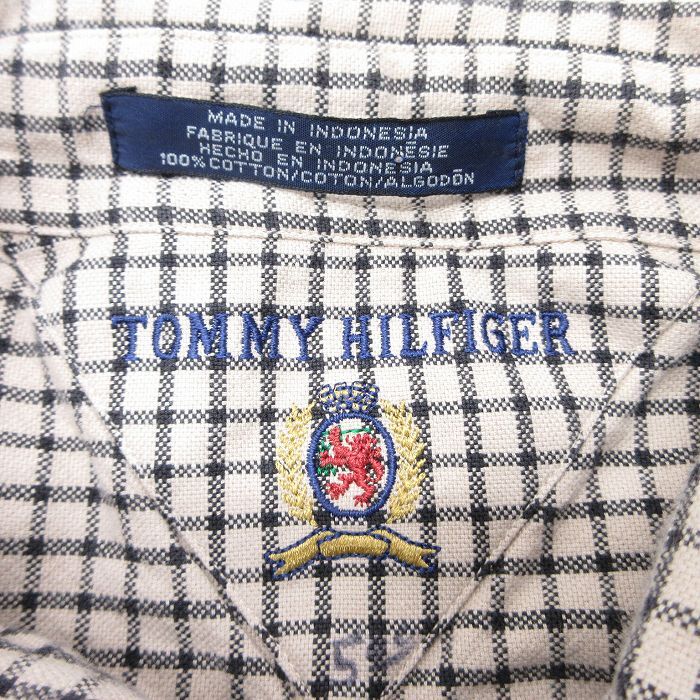 MADE IN INDONESIA
FABRIQUE EN INDONÉSIE
HECHO EN INDONESIA
100% COTTON/COTON/ALGODÓN
TOMMY HILFIGER